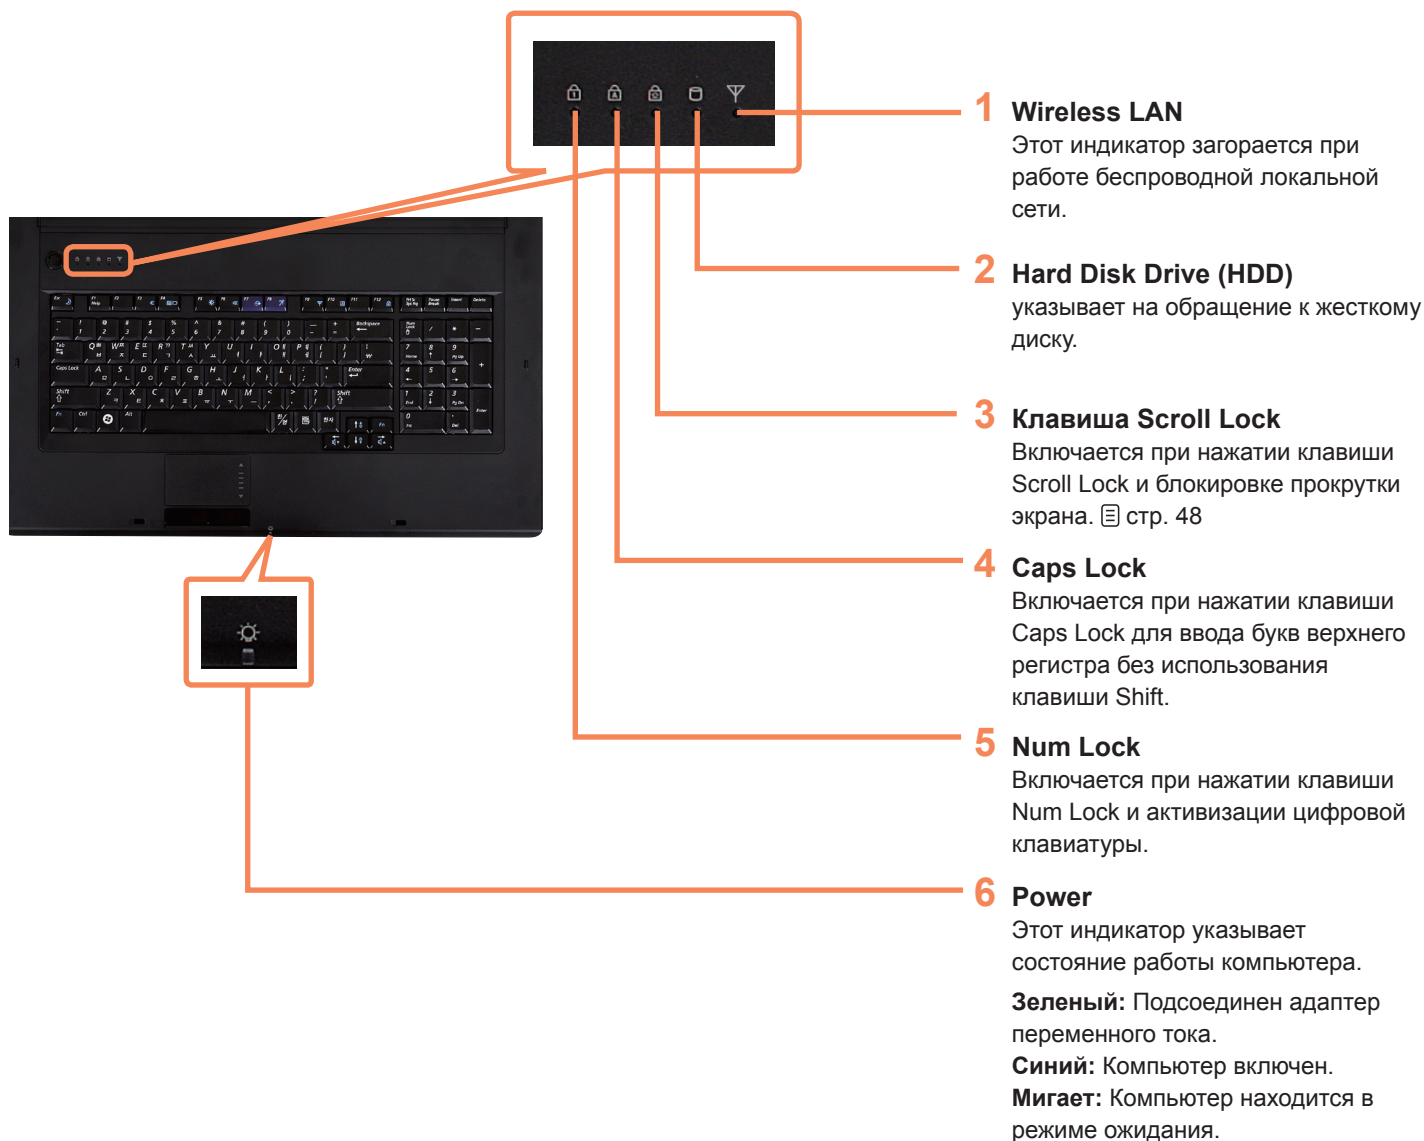 1 Wireless LAN
Этот индикатор загорается при
работе беспроводной локальной
сети.
2 Hard Disk Drive (HDD)
указывает на обращение к жесткому
диску.
3 Клавиша Scroll Lock
Включается при нажатии клавиши
Scroll Lock и блокировке прокрутки
экрана. стр. 48
4 Caps Lock
Включается при нажатии клавиши
Caps Lock для ввода букв верхнего
регистра без использования
клавиши Shift.
5 Num Lock
Включается при нажатии клавиши
Num Lock и активизации цифровой
клавиатуры.
6 Power
Этот индикатор указывает
состояние работы компьютера.
Зеленый: Подсоединен адаптер
переменного тока.
Синий: Компьютер включен.
Мигает: Компьютер находится в
режиме ожидания.